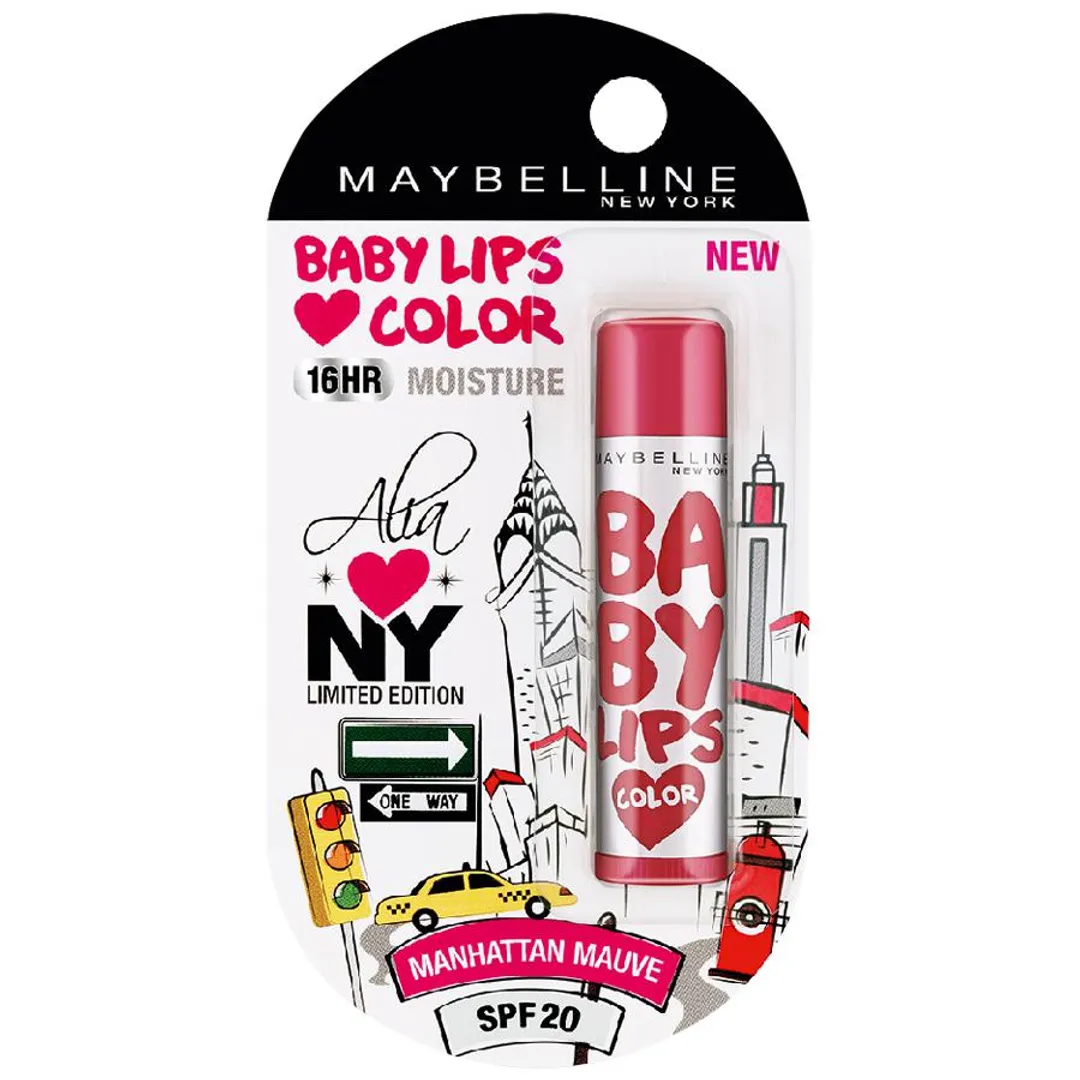 MAYBELLINE
NEW YORK
BABY LIPS
COLOR
NEW
16HR MOISTURE
Alia
NY
LIMITED EDITION
ONE WAY
MAYBELLINE
NEW YORK
BA
BY
LIPS
COLOR
MANHATTAN MAUVE
SPF 20